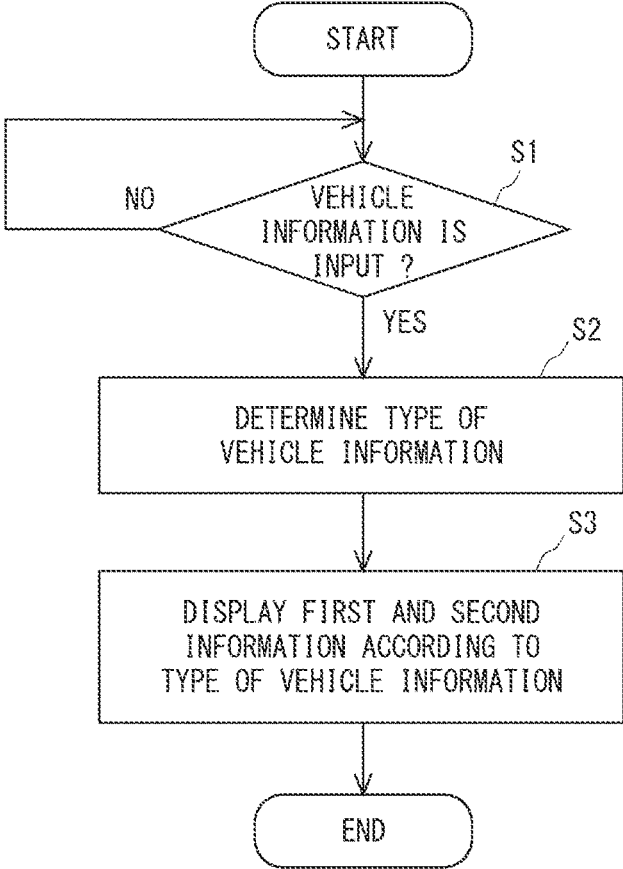 START
S1
VEHICLE
INFORMATION IS
INPUT ?
NO
YES
S2
DETERMINE TYPE OF
VEHICLE INFORMATION
S3
DISPLAY FIRST AND SECOND
INFORMATION ACCORDING TO
TYPE OF VEHICLE INFORMATION
END